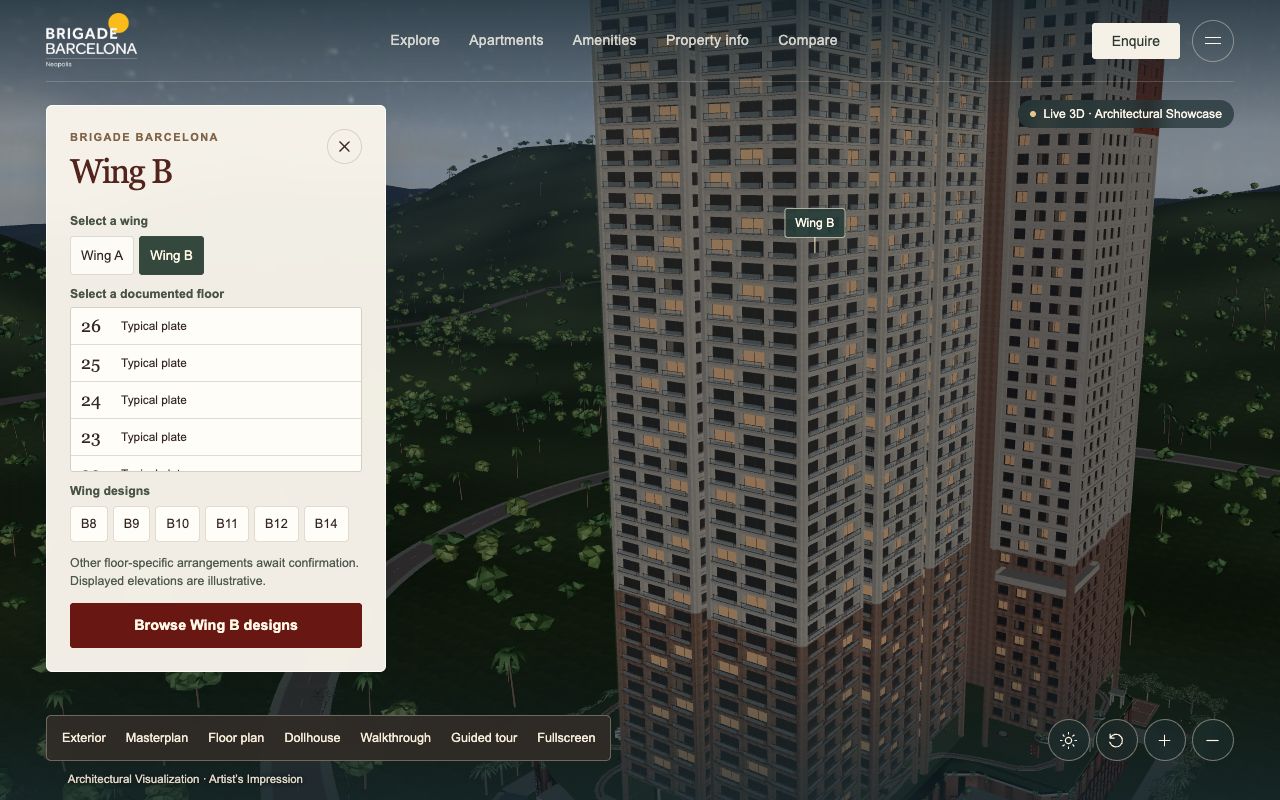 BRIGADE
BARCELONA
Neopolis
Explore
Apartments
Amenities
Property info
Compare
Enquire
Live 3D · Architectural Showcase
BRIGADE BARCELONA
Wing B
Select a wing
Wing A
Wing B
Select a documented floor
26 Typical plate
25 Typical plate
24 Typical plate
23 Typical plate
Wing designs
B8
B9
B10
B11
B12
B14
Other floor-specific arrangements await confirmation.
Displayed elevations are illustrative.
Browse Wing B designs
Wing B
Exterior
Masterplan
Floor plan
Dollhouse
Walkthrough
Guided tour
Fullscreen
Architectural Visualization · Artist's Impression